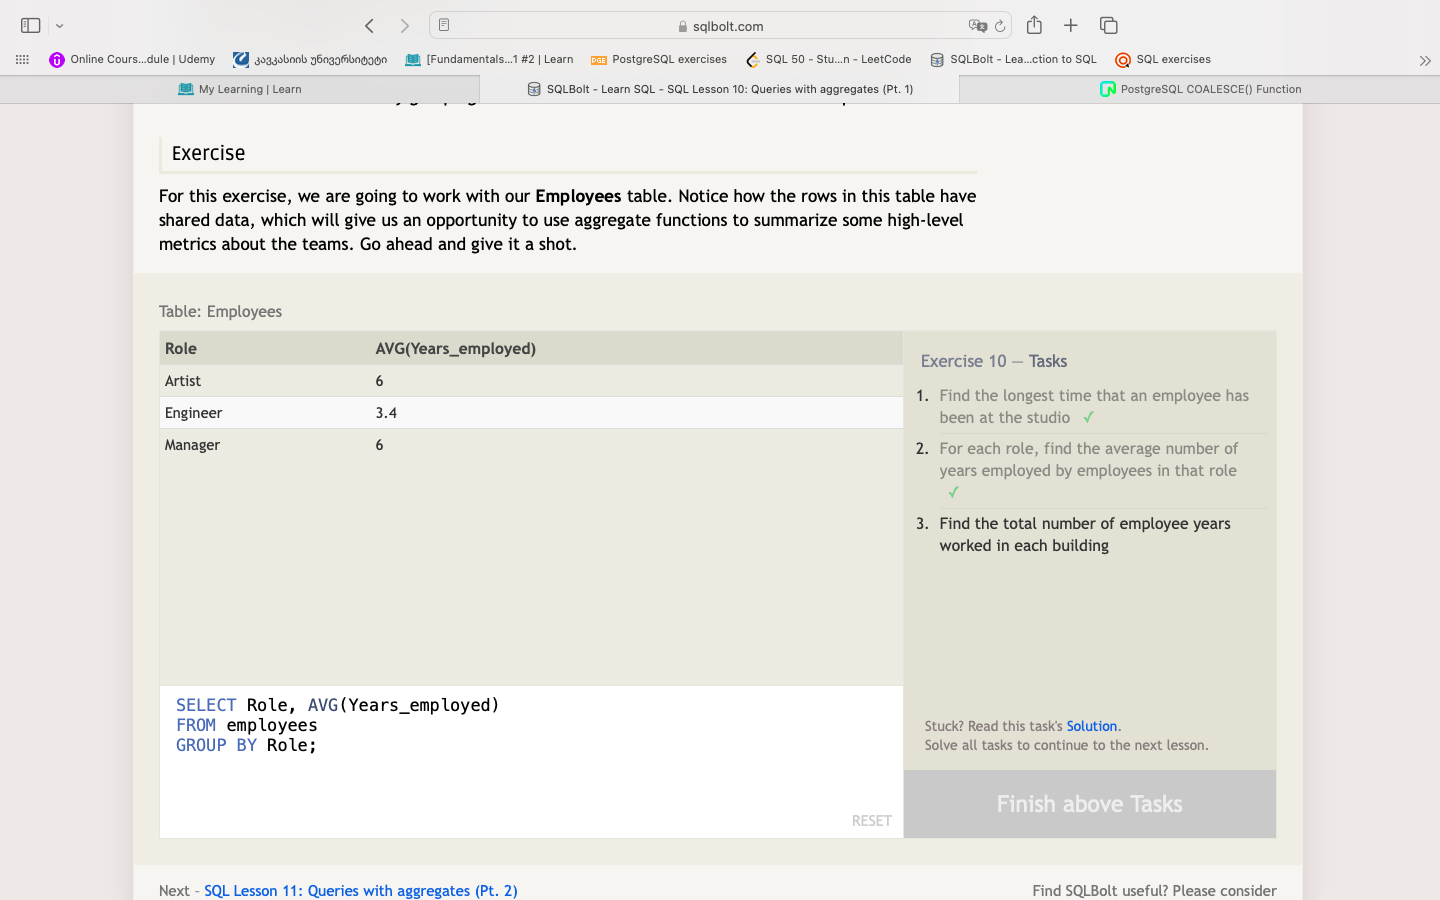 sqlbolt.com
Online Cours...dule | Udemy
კავკასიის უნივერსიტეტი
[Fundamentals...1 #2 | Learn
PostgreSQL exercises
SQL 50 - Stu...n - LeetCode
SQLBolt - Lea...ction to SQL
SQL exercises
My Learning | Learn
SQLBolt - Learn SQL - SQL Lesson 10: Queries with aggregates (Pt. 1)
PostgreSQL COALESCE() Function
Exercise
For this exercise, we are going to work with our Employees table. Notice how the rows in this table have
shared data, which will give us an opportunity to use aggregate functions to summarize some high-level
metrics about the teams. Go ahead and give it a shot.
Table: Employees
Role AVG(Years_employed)
Artist 6
Engineer 3.4
Manager 6
SELECT Role, AVG(Years_employed)
FROM employees
GROUP BY Role;
RESET
Exercise 10 — Tasks
1. Find the longest time that an employee has
been at the studio ✓
2. For each role, find the average number of
years employed by employees in that role
✓
3. Find the total number of employee years
worked in each building
Stuck? Read this task's Solution.
Solve all tasks to continue to the next lesson.
Finish above Tasks
Next – SQL Lesson 11: Queries with aggregates (Pt. 2)
Find SQLBolt useful? Please consider